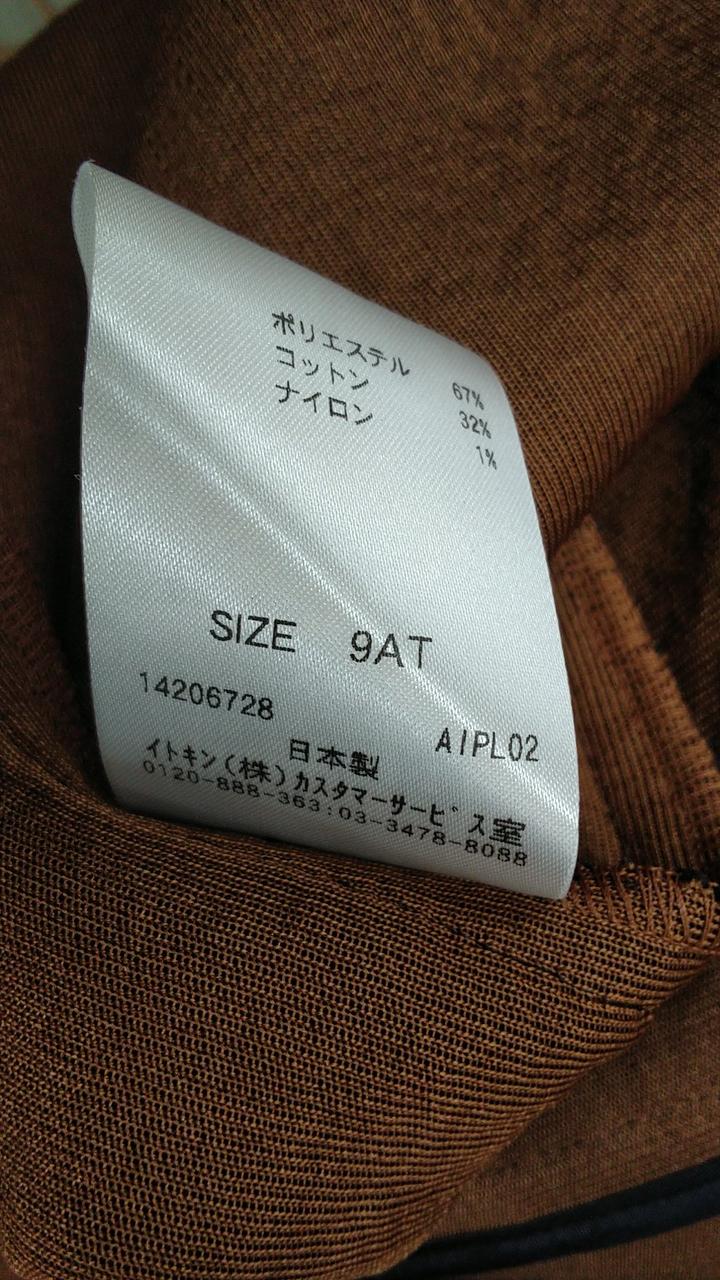 ポリエステル 67%
コットン 32%
ナイロン 1%
SIZE 9AT
14206728 AIPL02
日本製
イトキン(株)カスタマーサービス室
0120-888-363:03-3478-8088